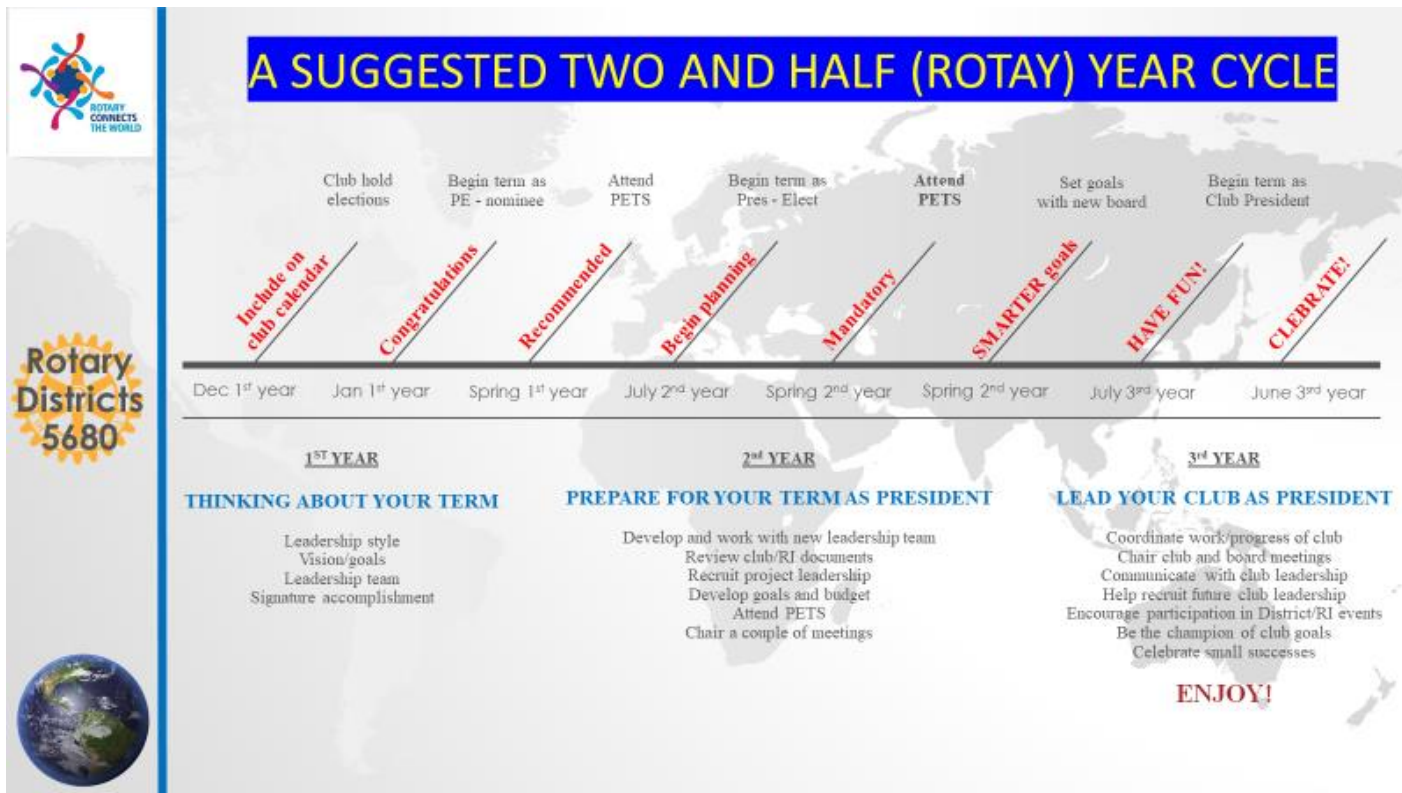 A SUGGESTED TWO AND HALF (ROTAY) YEAR CYCLE
ROTARY
CONNECTS
THE WORLD
Club hold
elections
Begin term as
PE - nominee
Attend
PETS
Begin term as
Pres - Elect
Attend
PETS
Set goals
with new board
Begin term as
Club President
Include on
club calendar
Congratulations
Recommended
Begin planning
Mandatory
SMARTER goals
HAVE FUN!
CLEBRATE!
Dec 1st year
Jan 1st year
Spring 1st year
July 2nd year
Spring 2nd year
Spring 2nd year
July 3srd year
June 3srd year
Rotary
Districts
5680
1ST YEAR
THINKING ABOUT YOUR TERM
Leadership style
Vision/goals
Leadership team
Signature accomplishment
2nd YEAR
PREPARE FOR YOUR TERM AS PRESIDENT
Develop and work with new leadership team
Review club/RI documents
Recruit project leadership
Develop goals and budget
Attend PETS
Chair a couple of meetings
3rd YEAR
LEAD YOUR CLUB AS PRESIDENT
Coordinate work/progress of club
Chair club and board meetings
Communicate with club leadership
Help recruit future club leadership
Encourage participation in District/RI events
Be the champion of club goals
Celebrate small successes
ENJOY!